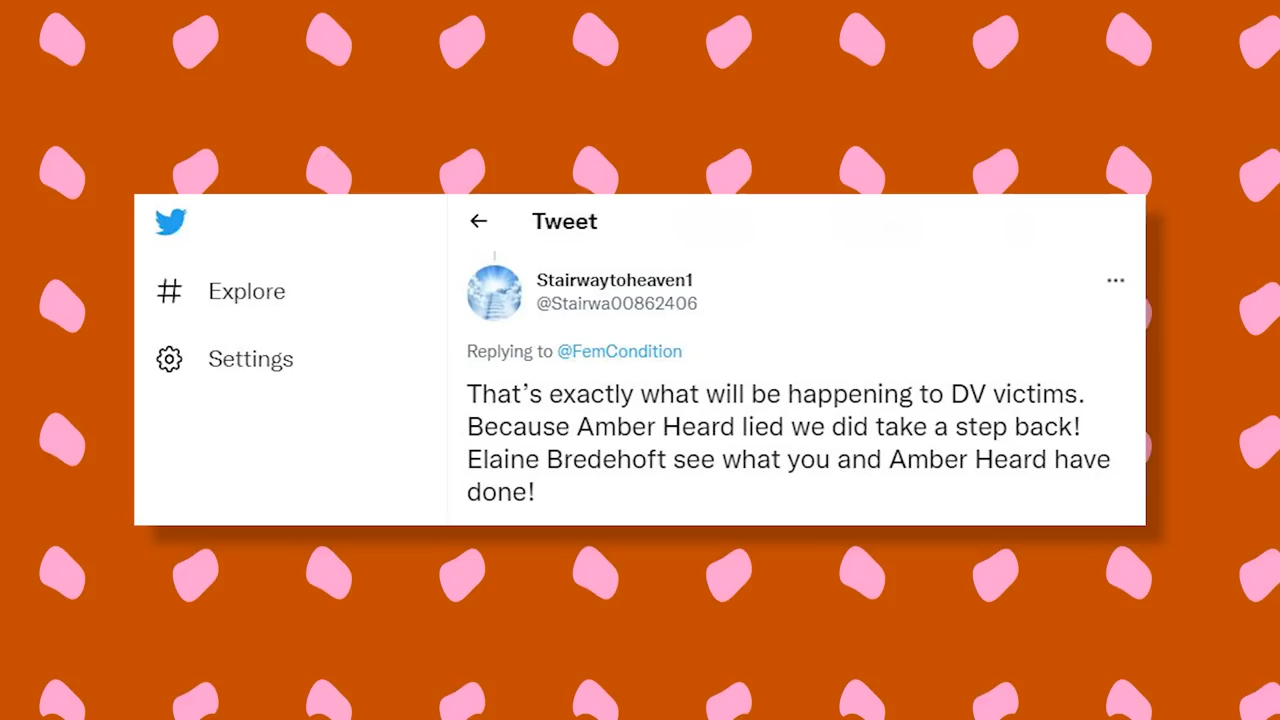 Tweet
Explore
Settings
Stairwaytoheaven1
@Stairwa00862406
Replying to @FemCondition
That’s exactly what will be happening to DV victims.
Because Amber Heard lied we did take a step back!
Elaine Bredehoft see what you and Amber Heard have
done!